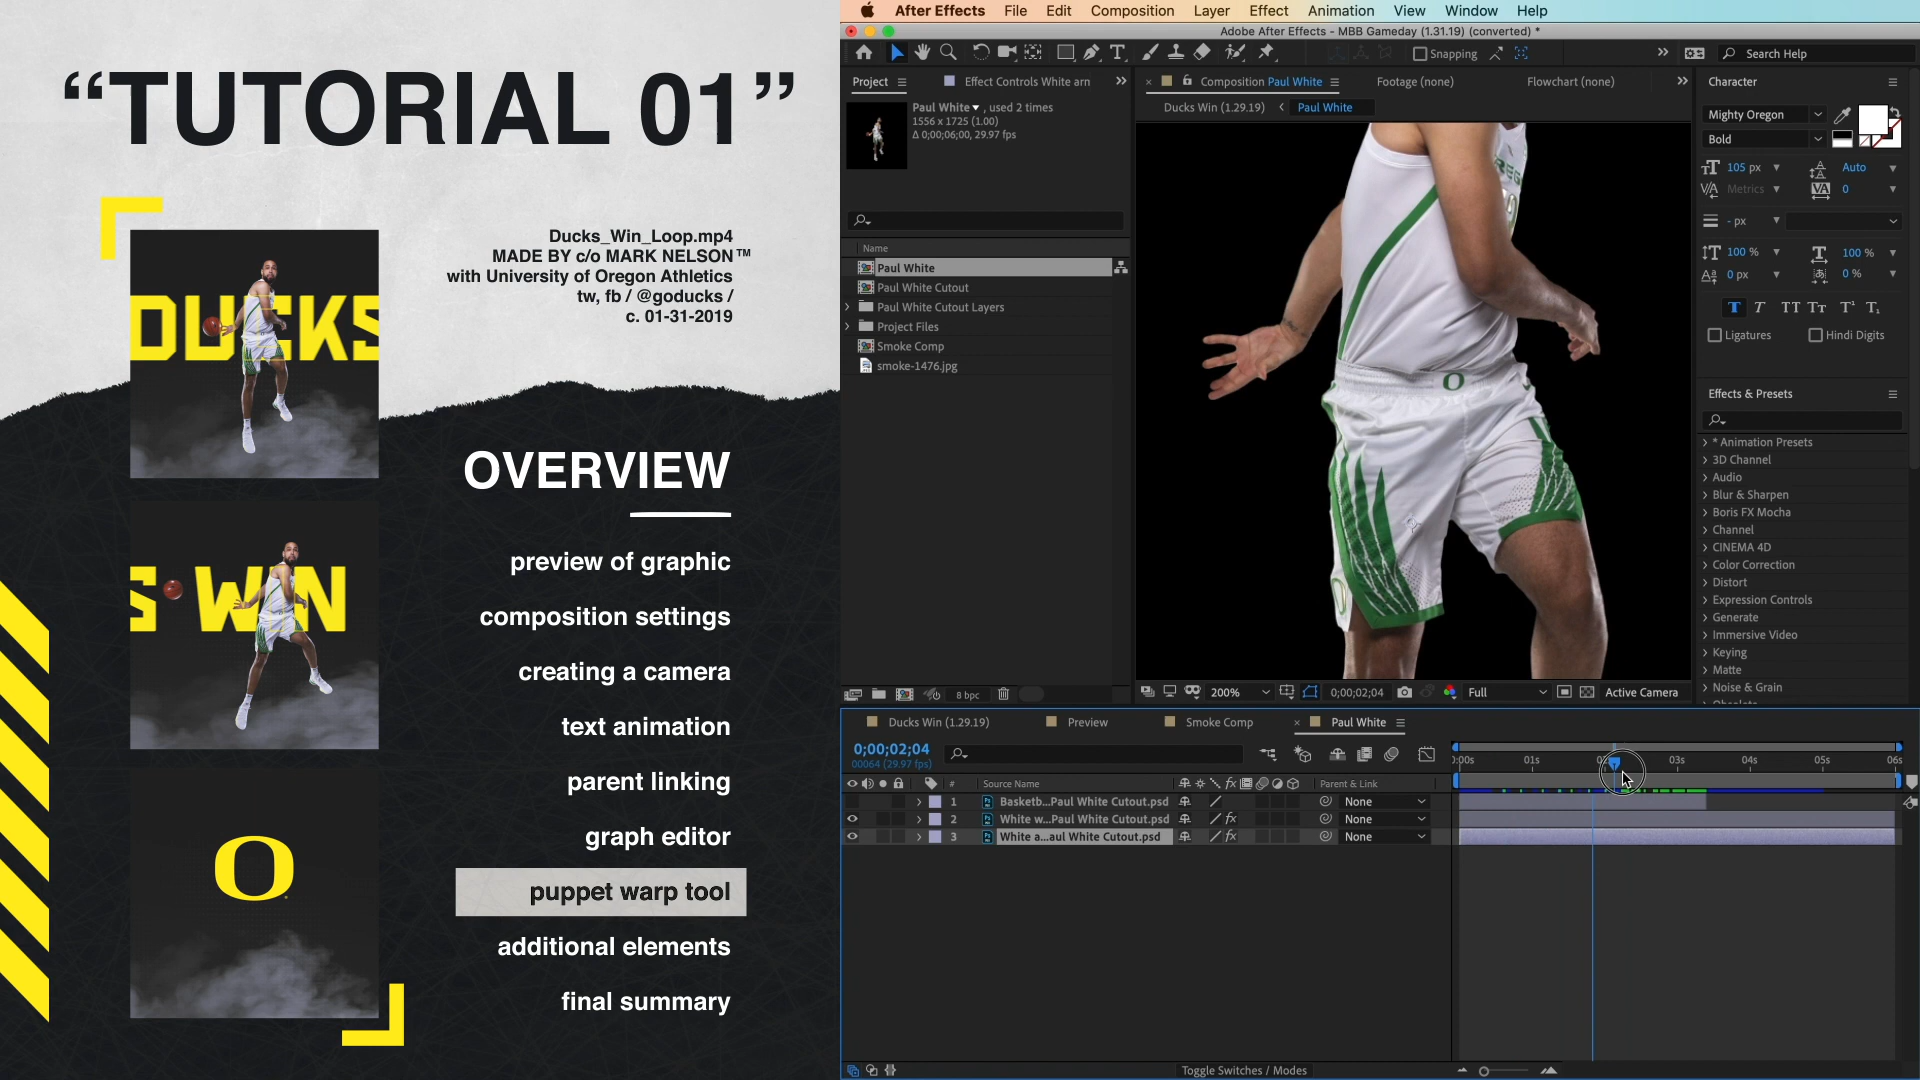 “TUTORIAL 01”
Ducks_Win_Loop.mp4
MADE BY c/o MARK NELSON™
with University of Oregon Athletics
tw, fb / @goducks /
c. 01-31-2019
DUCKS
S WIN
O
OVERVIEW
preview of graphic
composition settings
creating a camera
text animation
parent linking
graph editor
puppet warp tool
additional elements
final summary
After Effects File Edit Composition Layer Effect Animation View Window Help
Adobe After Effects - MBB Gameday (1.31.19) (converted) *
Snapping
Search Help
Project
Effect Controls White arn
Paul White , used 2 times
1556 x 1725 (1.00)
Δ 0;00;06;00, 29.97 fps
Name
Paul White
Paul White Cutout
Paul White Cutout Layers
Project Files
Smoke Comp
smoke-1476.jpg
8 bpc
Composition Paul White
Footage (none)
Flowchart (none)
Ducks Win (1.29.19) Paul White
O
200%
0;00;02;04
Full
Active Camera
Character
Mighty Oregon
Bold
105 px
Auto
Metrics
0
- px
100 %
100 %
0 px
0 %
T T TT Tt T¹ T₁
Ligatures
Hindi Digits
Effects & Presets
* Animation Presets
3D Channel
Audio
Blur & Sharpen
Boris FX Mocha
Channel
CINEMA 4D
Color Correction
Distort
Expression Controls
Generate
Immersive Video
Keying
Matte
Noise & Grain
Ducks Win (1.29.19)
Preview
Smoke Comp
Paul White
0;00;02;04
00064 (29.97 fps)
# Source Name
Parent & Link
1 Basketb...Paul White Cutout.psd None
2 White w...Paul White Cutout.psd None
3 White a...aul White Cutout.psd None
01s
03s
04s
05s
06s
Toggle Switches / Modes